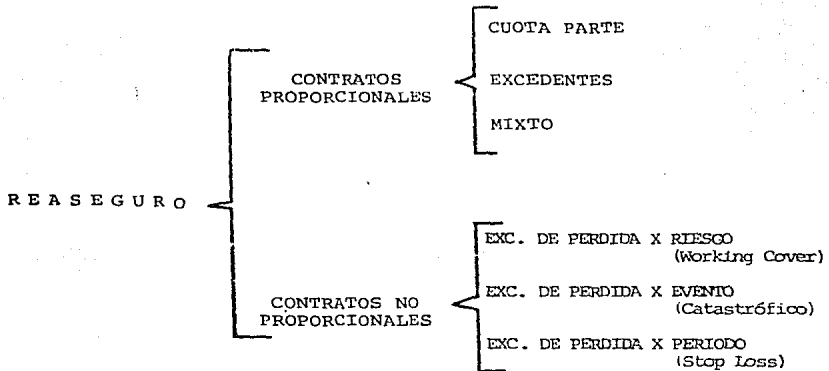 REASEGURO
CONTRATOS
PROPORCIONALES
CUOTA PARTE
EXCEDENTES
MIXTO
CONTRATOS NO
PROPORCIONALES
EXC. DE PERDIDA X RIESGO
(Working Cover)
EXC. DE PERDIDA X EVENTO
(Catastrófico)
EXC. DE PERDIDA X PERIODO
(Stop Loss)